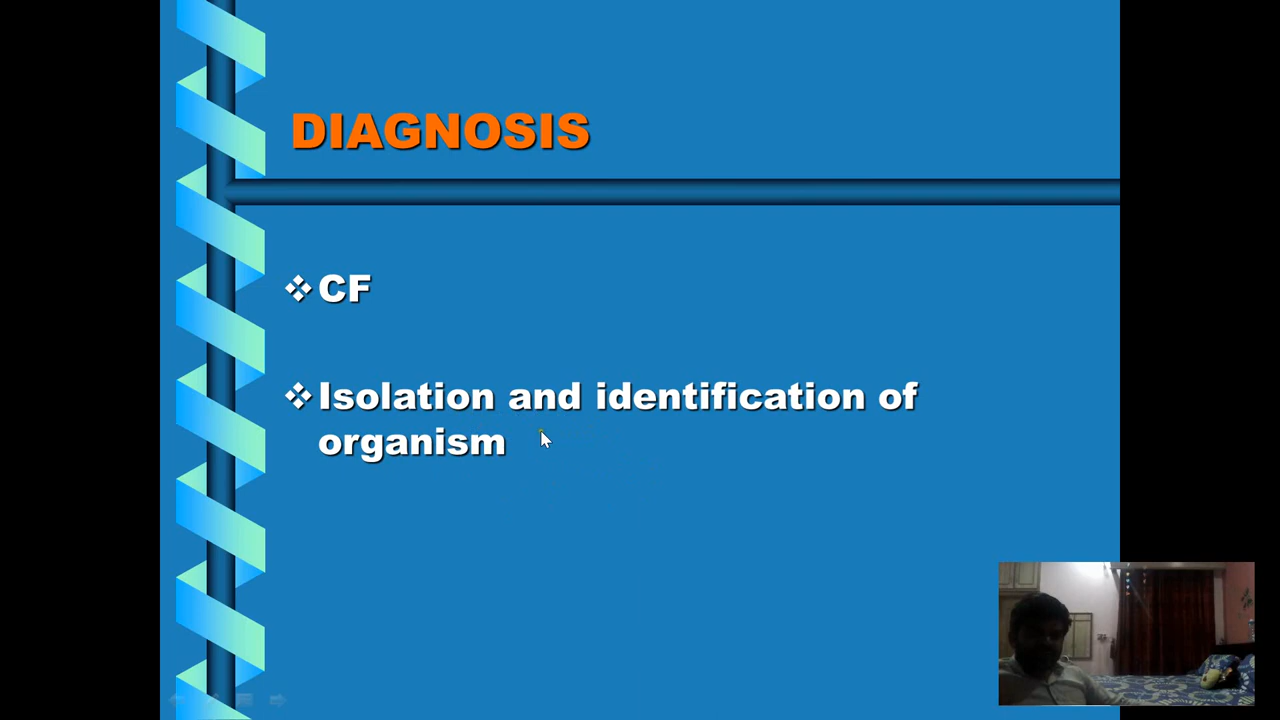 DIAGNOSIS
CF
Isolation and identification of
organism